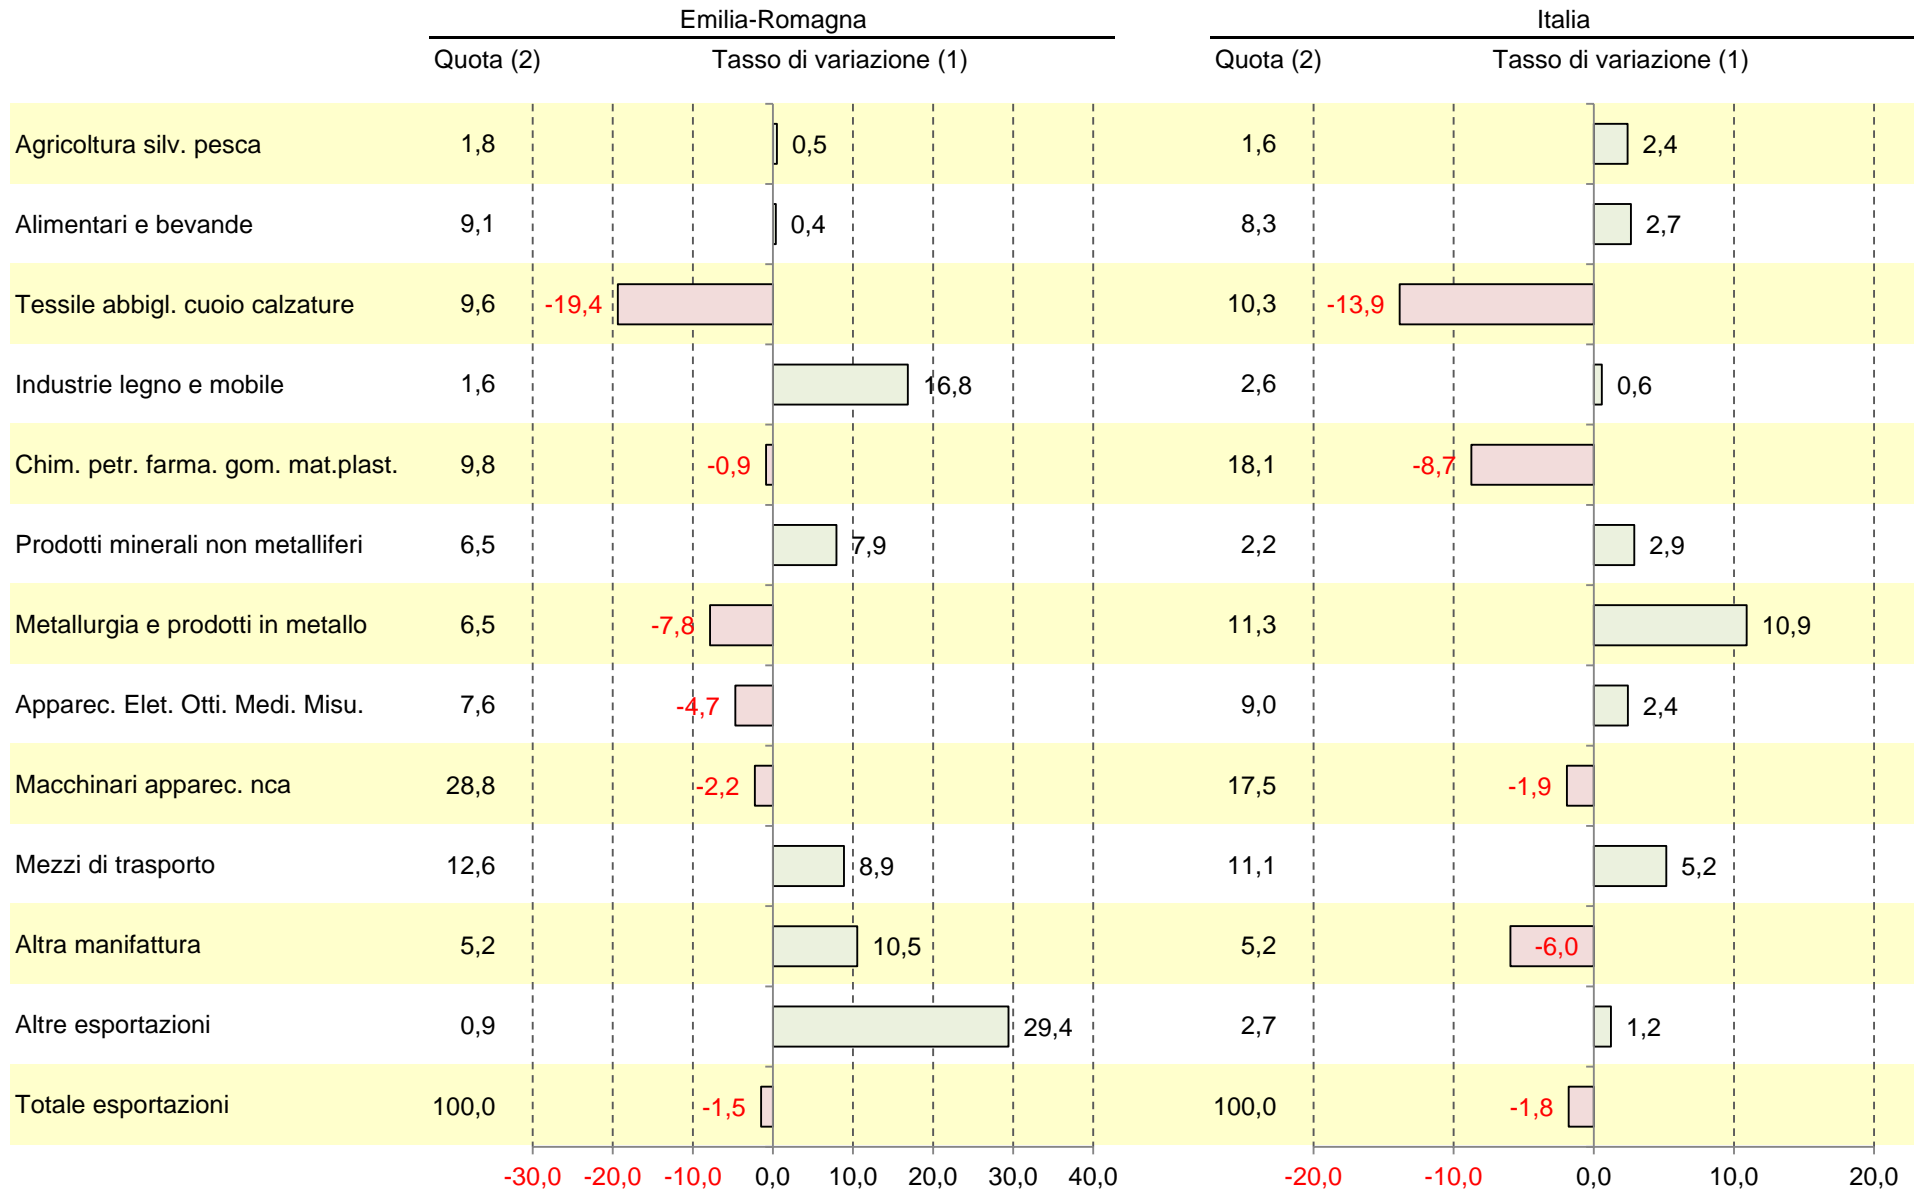 Emilia-Romagna Italia
Quota (2) Tasso di variazione (1) Quota (2) Tasso di variazione (1)
Agricoltura silv. pesca 1,8 0,5 1,6 2,4
Alimentari e bevande 9,1 0,4 8,3 2,7
Tessile abbigl. cuoio calzature 9,6 -19,4 10,3 -13,9
Industrie legno e mobile 1,6 16,8 2,6 0,6
Chim. petr. farma. gom. mat.plast. 9,8 -0,9 18,1 -8,7
Prodotti minerali non metalliferi 6,5 7,9 2,2 2,9
Metallurgia e prodotti in metallo 6,5 -7,8 11,3 10,9
Apparec. Elet. Otti. Medi. Misu. 7,6 -4,7 9,0 2,4
Macchinari apparec. nca 28,8 -2,2 17,5 -1,9
Mezzi di trasporto 12,6 8,9 11,1 5,2
Altra manifattura 5,2 10,5 5,2 -6,0
Altre esportazioni 0,9 29,4 2,7 1,2
Totale esportazioni 100,0 -1,5 100,0 -1,8
-30,0 -20,0 -10,0 0,0 10,0 20,0 30,0 40,0 -20,0 -10,0 0,0 10,0 20,0